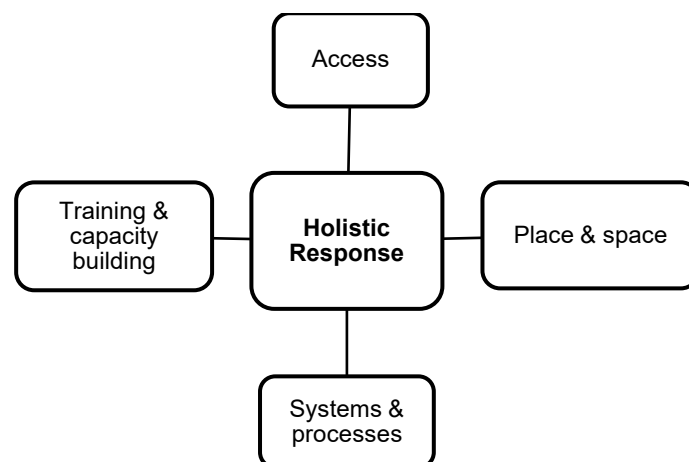 Access
Training &
capacity
building
Holistic
Response
Place & space
Systems &
processes